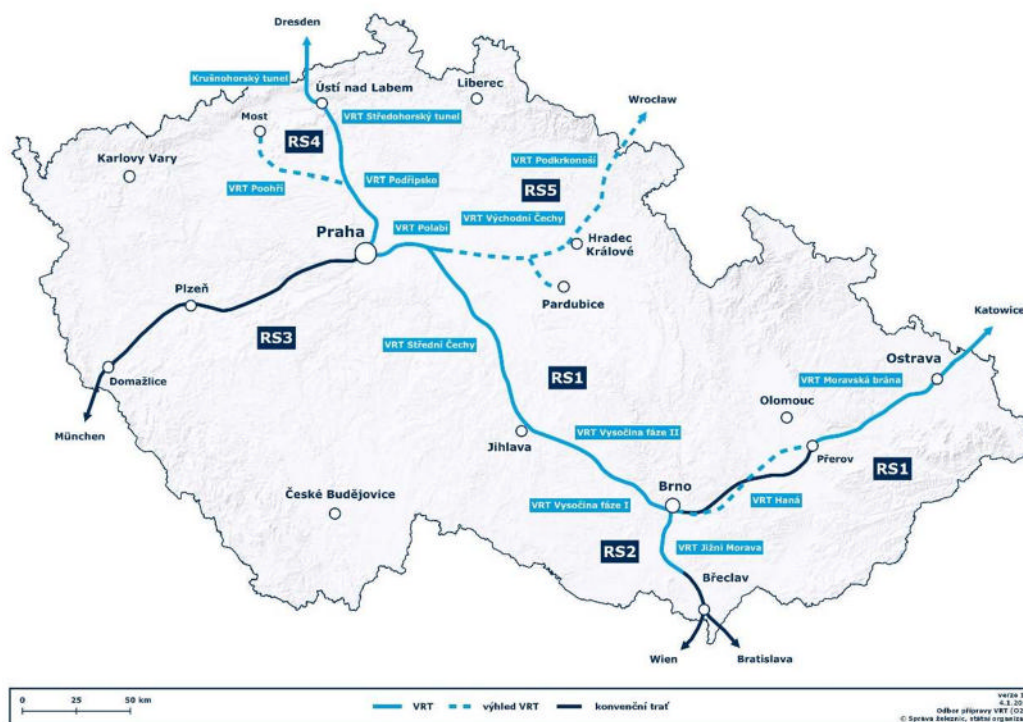 Dresden
Krušnohorský tunel
Ústí nad Labem
Liberec
Most
VRT Středohorský tunel
Wrocław
RS4
Karlovy Vary
VRT Podkrkonoší
VRT Poohří
VRT Podřipsko
RS5
VRT Východní Čechy
VRT Polabí
Praha
Hradec
Králové
Plzeň
Pardubice
Katowice
RS3
VRT Střední Čechy
Ostrava
Domažlice
RS1
VRT Moravská brána
Olomouc
München
Jihlava
VRT Vysočina fáze II
Přerov
RS1
České Budějovice
Brno
VRT Vysočina fáze I
VRT Haná
RS2
VRT Jižní Morava
Břeclav
Wien
Bratislava
0 25 50 km
VRT
výhled VRT
konvenční trať
verze
Odbor přípravy VRT
© Správa železnic, státní